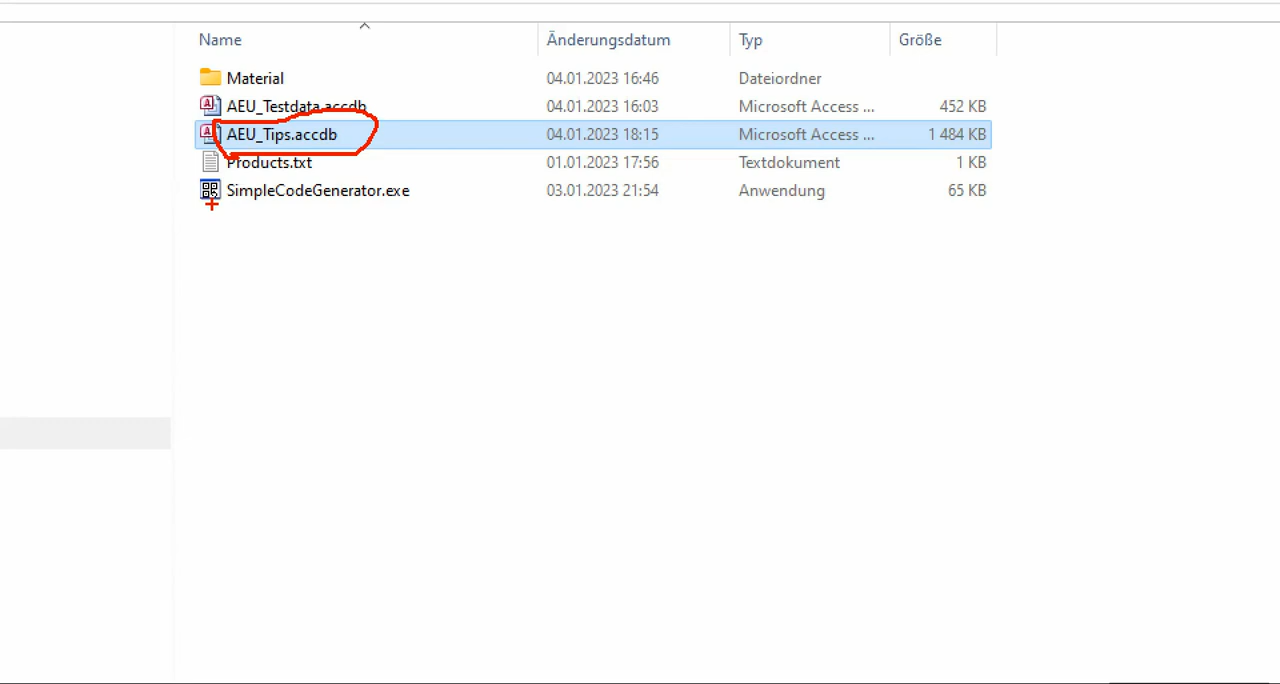 Name Änderungsdatum Typ Größe
Material 04.01.2023 16:46 Dateiordner
AEU_Testdata.accdb 04.01.2023 16:03 Microsoft Access ... 452 KB
AEU_Tips.accdb 04.01.2023 18:15 Microsoft Access ... 1 484 KB
Products.txt 01.01.2023 17:56 Textdokument 1 KB
SimpleCodeGenerator.exe 03.01.2023 21:54 Anwendung 65 KB